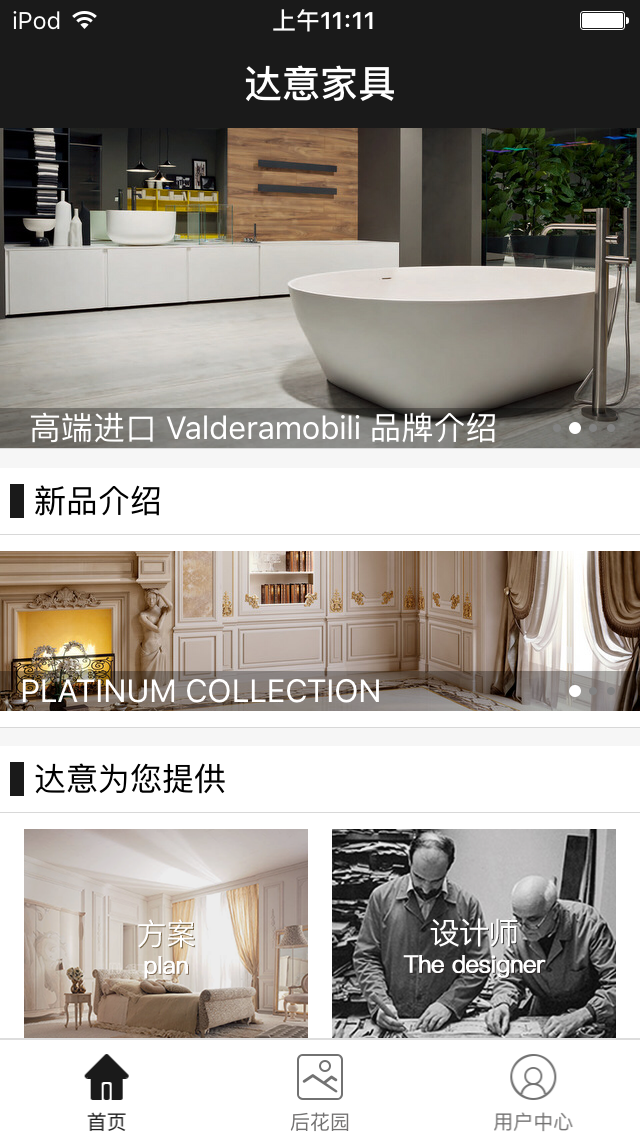 iPod
上午11:11
达意家具
高端进口 Valderamobili 品牌介绍
新品介绍
PLATINUM COLLECTION
达意为您提供
方案
plan
设计师
The designer
首页
后花园
用户中心